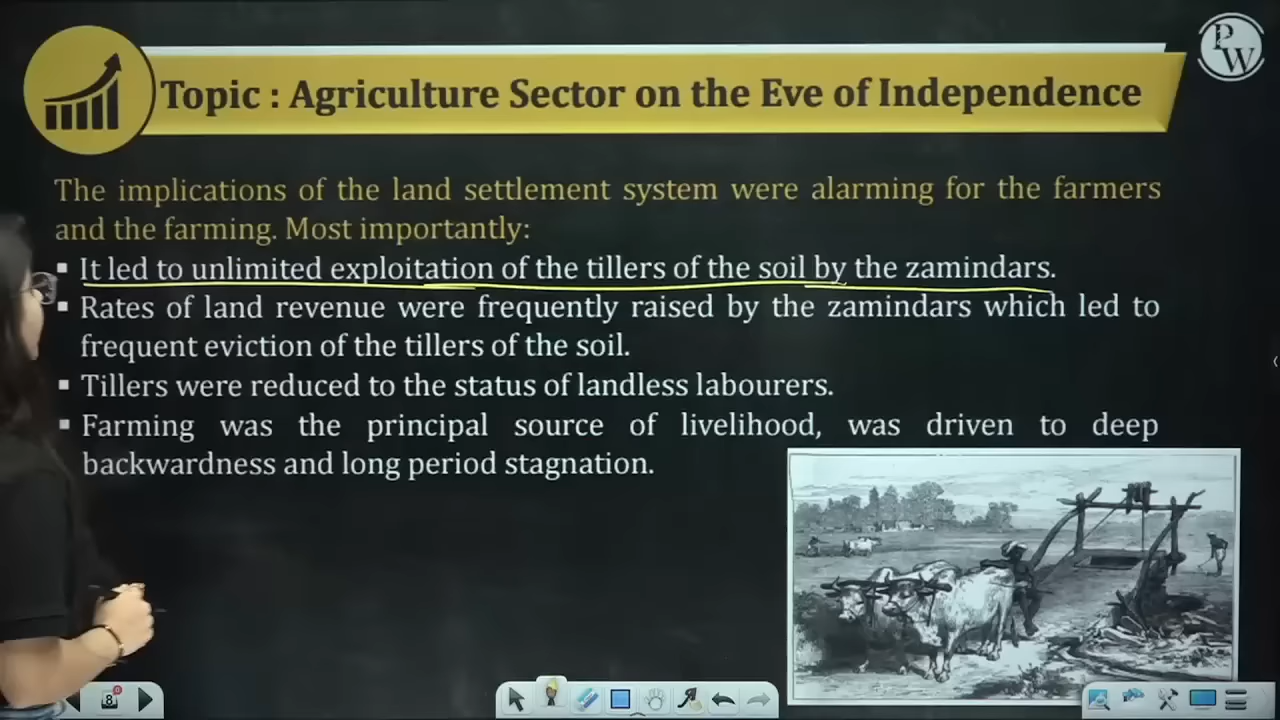 Topic : Agriculture Sector on the Eve of Independence
PW
The implications of the land settlement system were alarming for the farmers
and the farming. Most importantly:
▪ It led to unlimited exploitation of the tillers of the soil by the zamindars.
▪ Rates of land revenue were frequently raised by the zamindars which led to
frequent eviction of the tillers of the soil.
▪ Tillers were reduced to the status of landless labourers.
▪ Farming was the principal source of livelihood, was driven to deep
backwardness and long period stagnation.
8